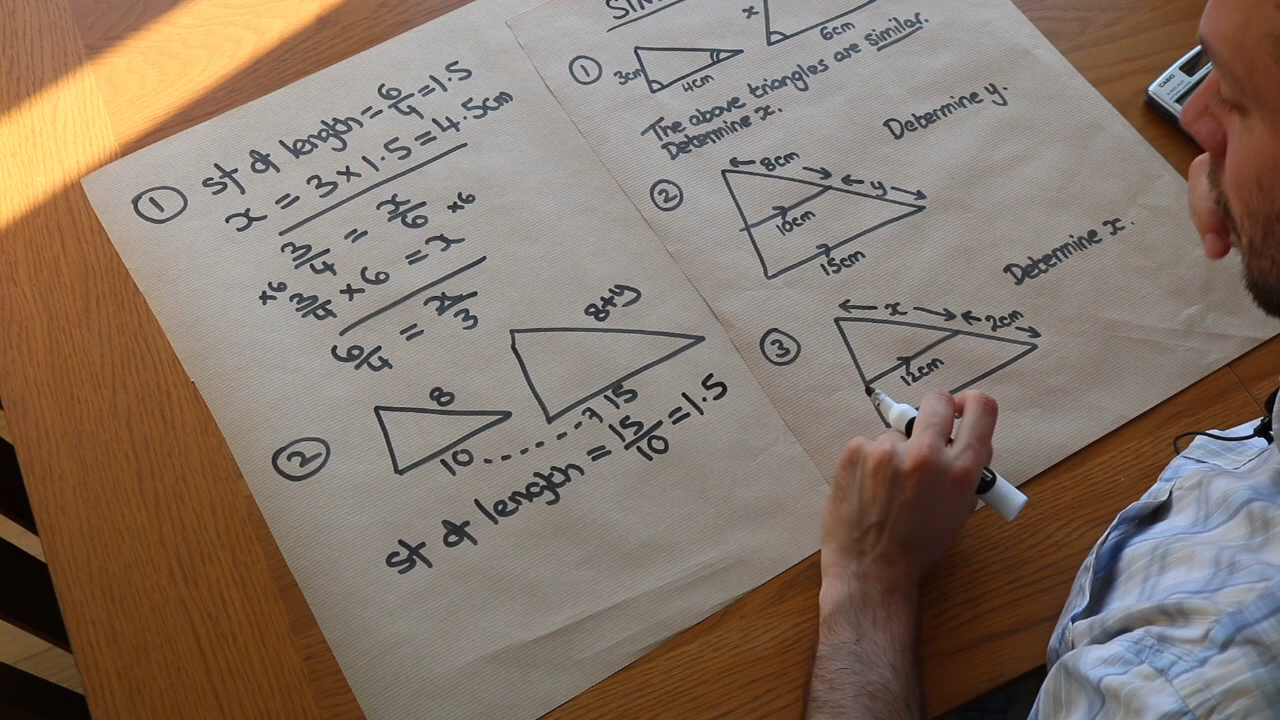 ① sf of length = 6/4 = 1.5
x = 3 × 1.5 = 4.5cm
3/4 = x/6 ×6
×6 3/4 × 6 = x
6/4 = x/3
②
8
10
8+y
15
sf of length = 15/10 = 1.5
①
3cm
4cm
x
6cm
The above triangles are similar.
Determine x.
②
8cm
y
10cm
15cm
Determine y.
③
x
2cm
12cm
Determine x.
CASIO